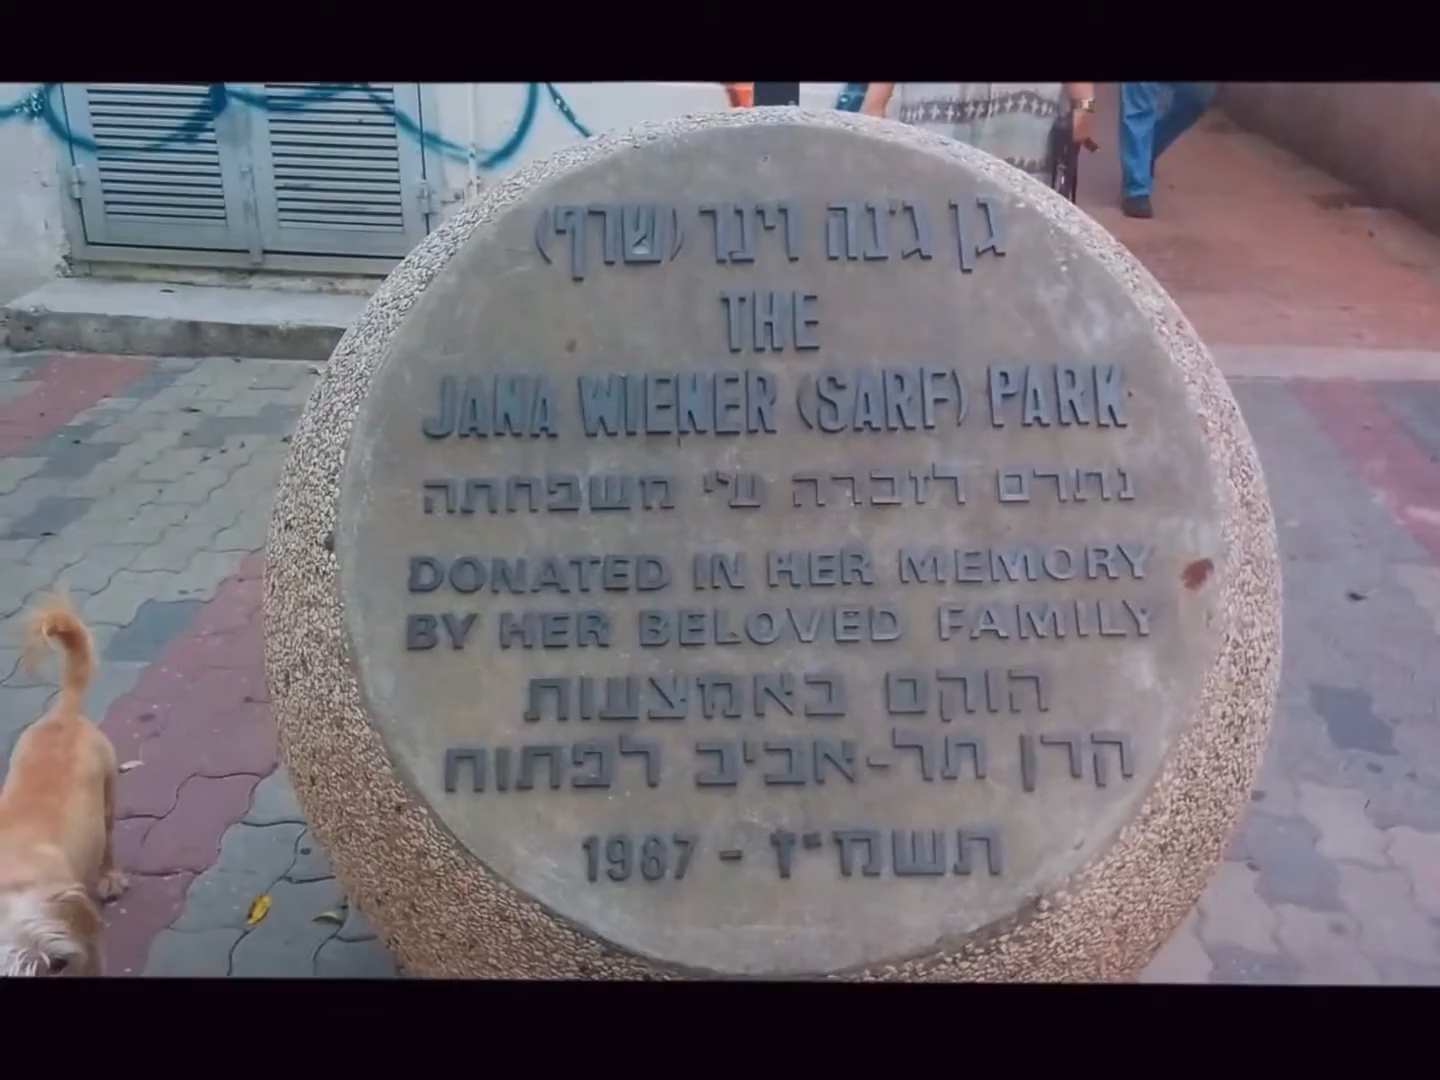 גן ג'נה וינר (שרף)
THE
JANA WIENER (SARF) PARK
נתרם לזכרה ע"י משפחתה
DONATED IN HER MEMORY
BY HER BELOVED FAMILY
הוקם באמצעות
קרן תל-אביב לפתוח
1987 - תשמ"ז